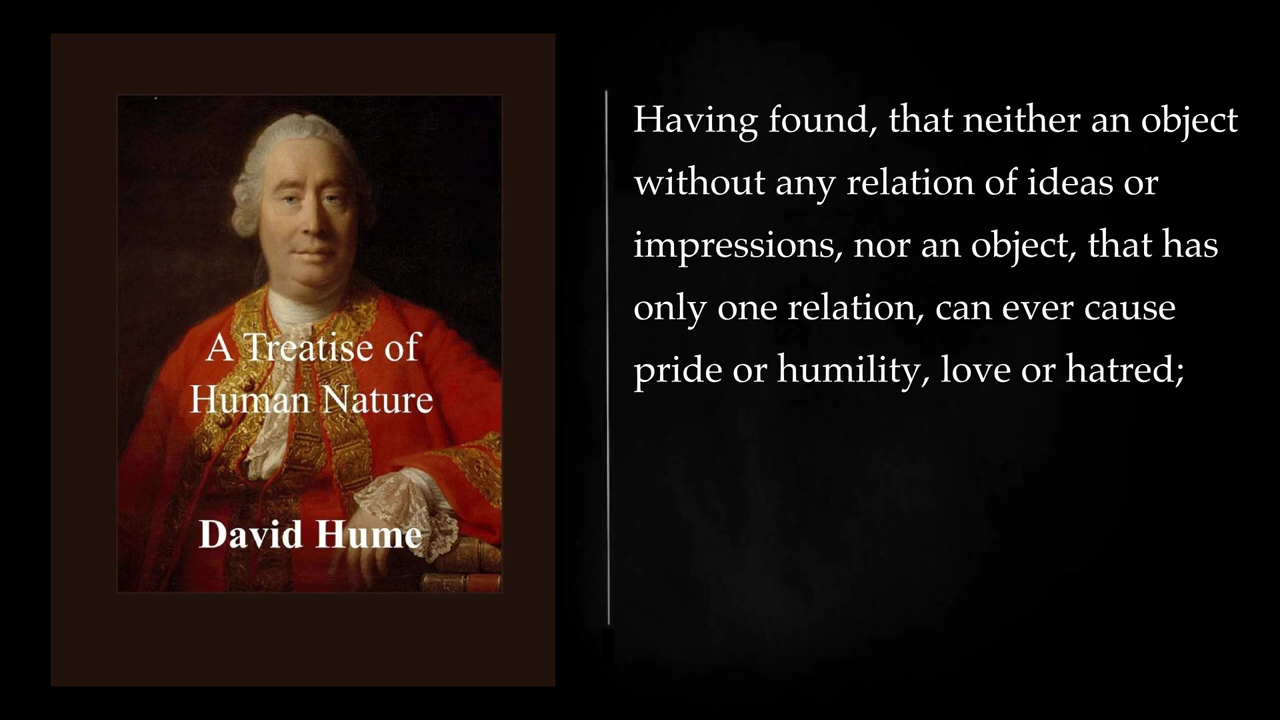 A Treatise of
Human Nature
David Hume
Having found, that neither an object
without any relation of ideas or
impressions, nor an object, that has
only one relation, can ever cause
pride or humility, love or hatred;